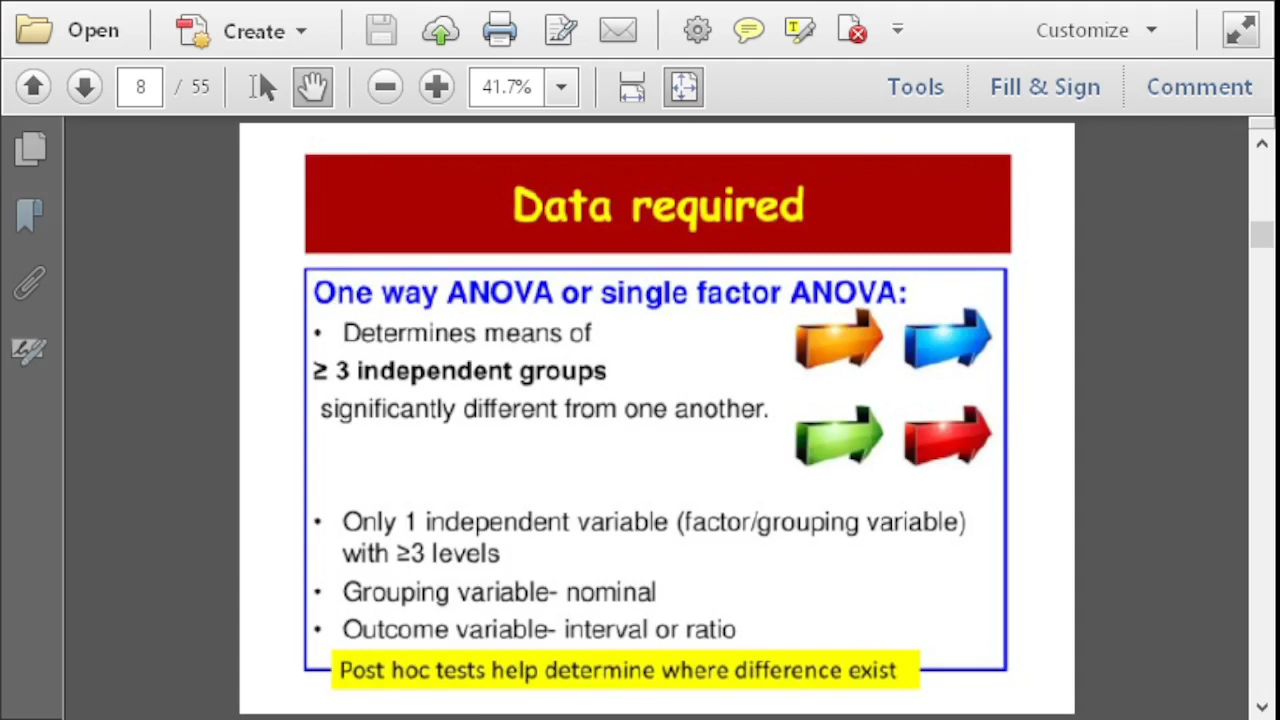 Open
Create
Customize
8 / 55
41.7%
Tools
Fill & Sign
Comment
Data required
One way ANOVA or single factor ANOVA:
• Determines means of
≥ 3 independent groups
significantly different from one another.
• Only 1 independent variable (factor/grouping variable)
with ≥3 levels
• Grouping variable- nominal
• Outcome variable- interval or ratio
Post hoc tests help determine where difference exist